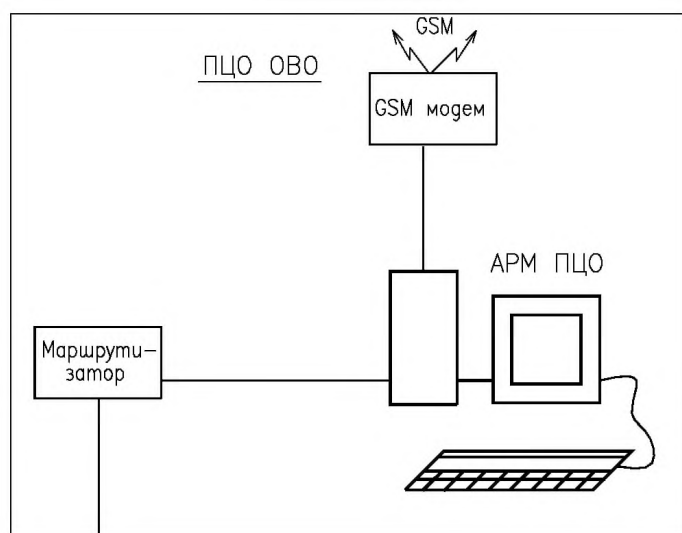 GSM
ПЦО ОВО
GSM модем
АРМ ПЦО
Маршрути-
затор